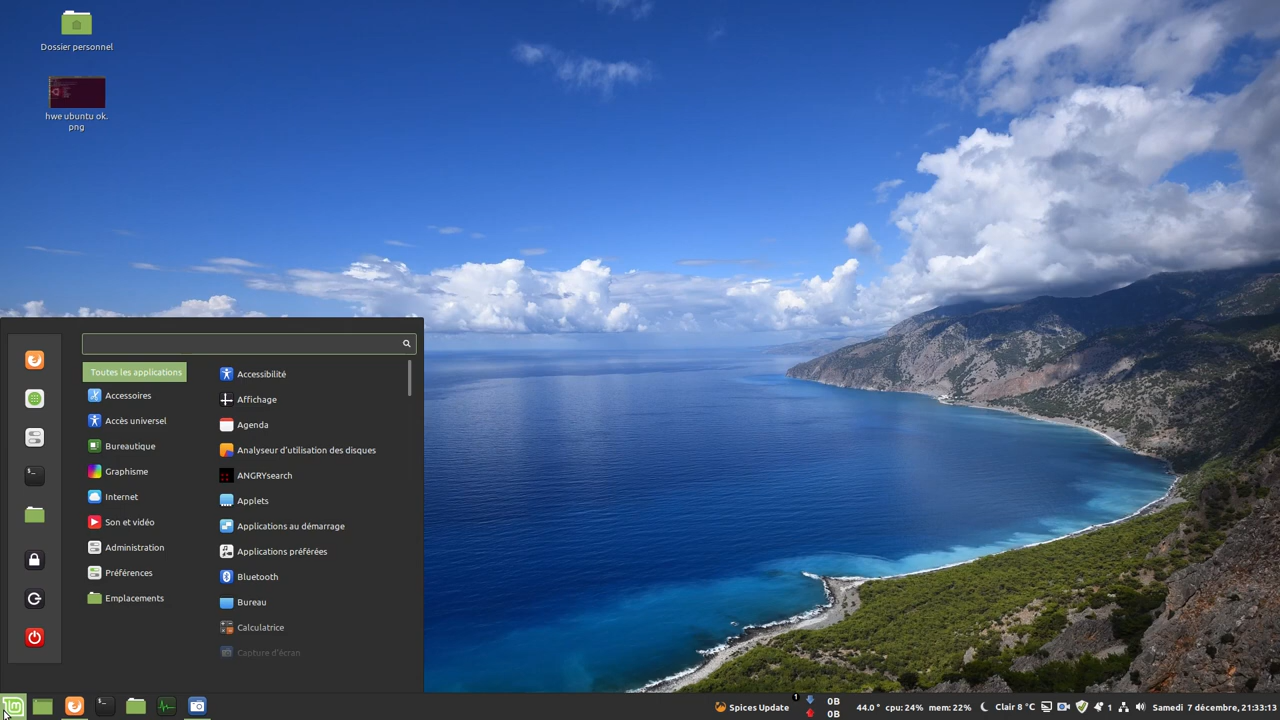 Dossier personnel
hwe ubuntu ok.
png
Toutes les applications
Accessoires
Accès universel
Bureautique
Graphisme
Internet
Son et vidéo
Administration
Préférences
Emplacements
Accessibilité
Affichage
Agenda
Analyseur d'utilisation des disques
ANGRYsearch
Applets
Applications au démarrage
Applications préférées
Bluetooth
Bureau
Calculatrice
Capture d'écran
Spices Update
1
0B
0B
44.0° cpu: 24% mem: 22%
Clair 8 °C
1
Samedi 7 décembre, 21:33:13